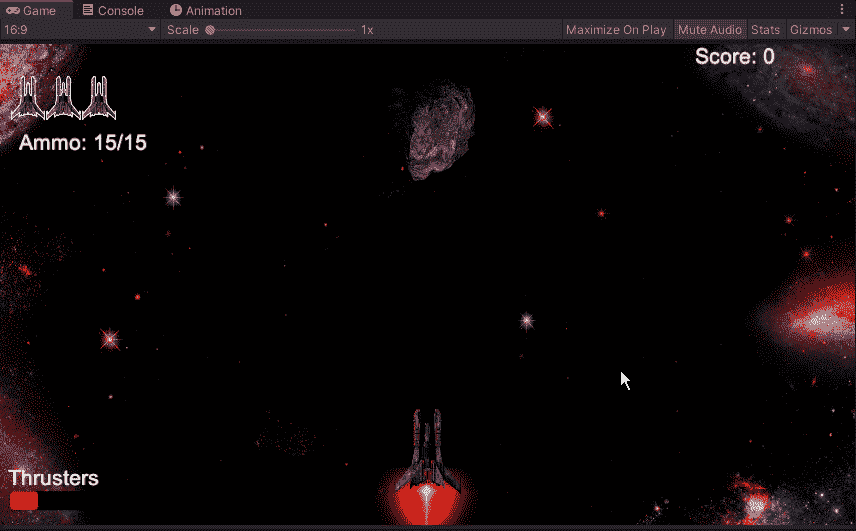 Game Console Animation
16:9 Scale 1x Maximize On Play Mute Audio Stats Gizmos
Score: 0
Ammo: 15/15
Thrusters